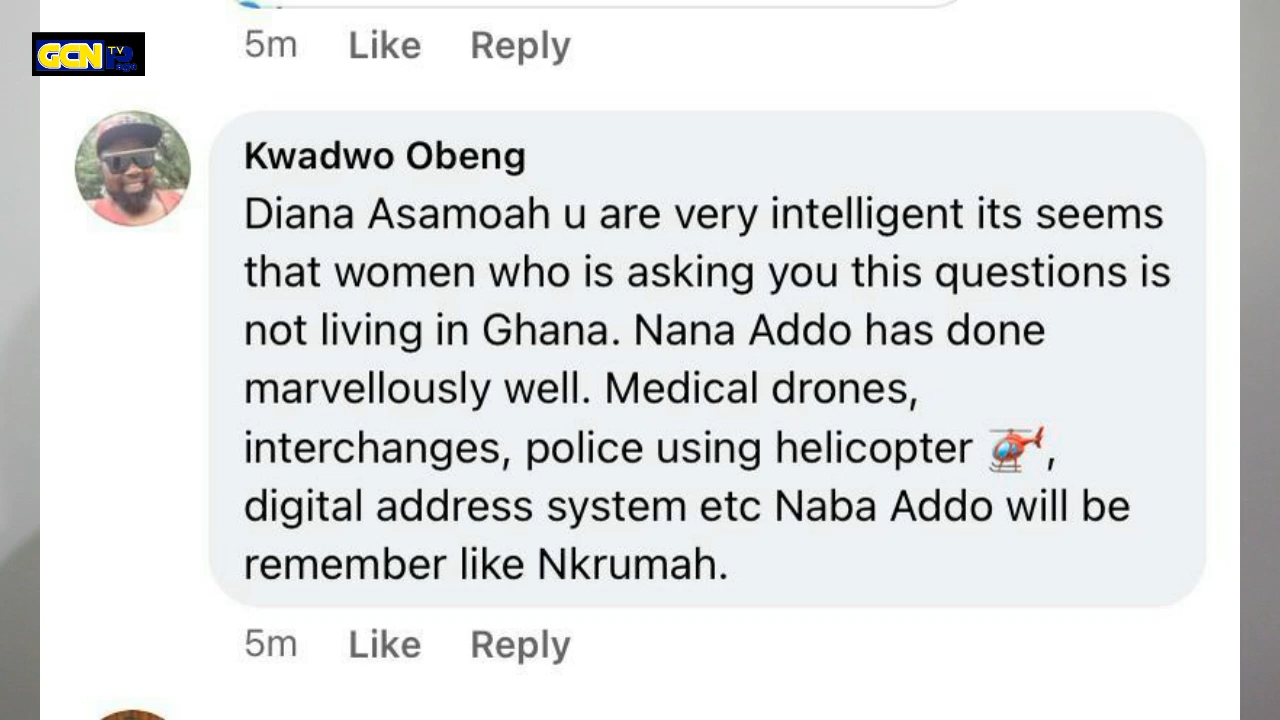 5m Like Reply
GCN TV Page
Kwadwo Obeng
Diana Asamoah u are very intelligent its seems
that women who is asking you this questions is
not living in Ghana. Nana Addo has done
marvellously well. Medical drones,
interchanges, police using helicopter 🚁,
digital address system etc Naba Addo will be
remember like Nkrumah.
5m Like Reply